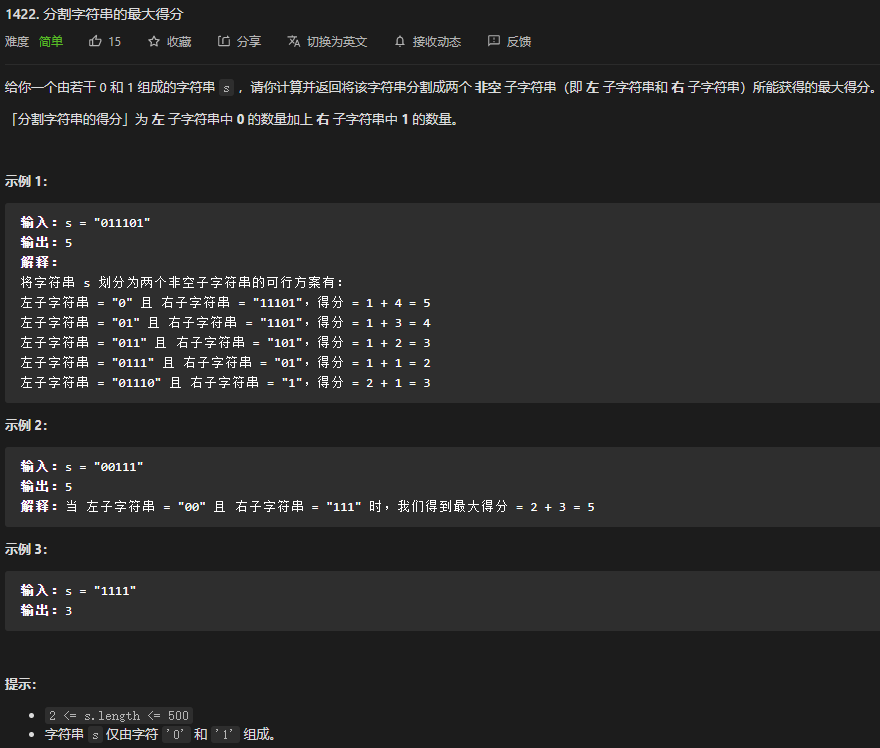 1422. 分割字符串的最大得分
难度 简单 15 收藏 分享 切换为英文 接收动态 反馈
给你一个由若干 0 和 1 组成的字符串 s ，请你计算并返回将该字符串分割成两个 非空 子字符串（即 左 子字符串和 右 子字符串）所能获得的最大得分。
「分割字符串的得分」为 左 子字符串中 0 的数量加上 右 子字符串中 1 的数量。
示例 1：
输入：s = "011101"
输出：5
解释：
将字符串 s 划分为两个非空子字符串的可行方案有：
左子字符串 = "0" 且 右子字符串 = "11101"，得分 = 1 + 4 = 5
左子字符串 = "01" 且 右子字符串 = "1101"，得分 = 1 + 3 = 4
左子字符串 = "011" 且 右子字符串 = "101"，得分 = 1 + 2 = 3
左子字符串 = "0111" 且 右子字符串 = "01"，得分 = 1 + 1 = 2
左子字符串 = "01110" 且 右子字符串 = "1"，得分 = 2 + 1 = 3
示例 2：
输入：s = "00111"
输出：5
解释：当 左子字符串 = "00" 且 右子字符串 = "111" 时，我们得到最大得分 = 2 + 3 = 5
示例 3：
输入：s = "1111"
输出：3
提示：
2 <= s.length <= 500
字符串 s 仅由字符 '0' 和 '1' 组成。